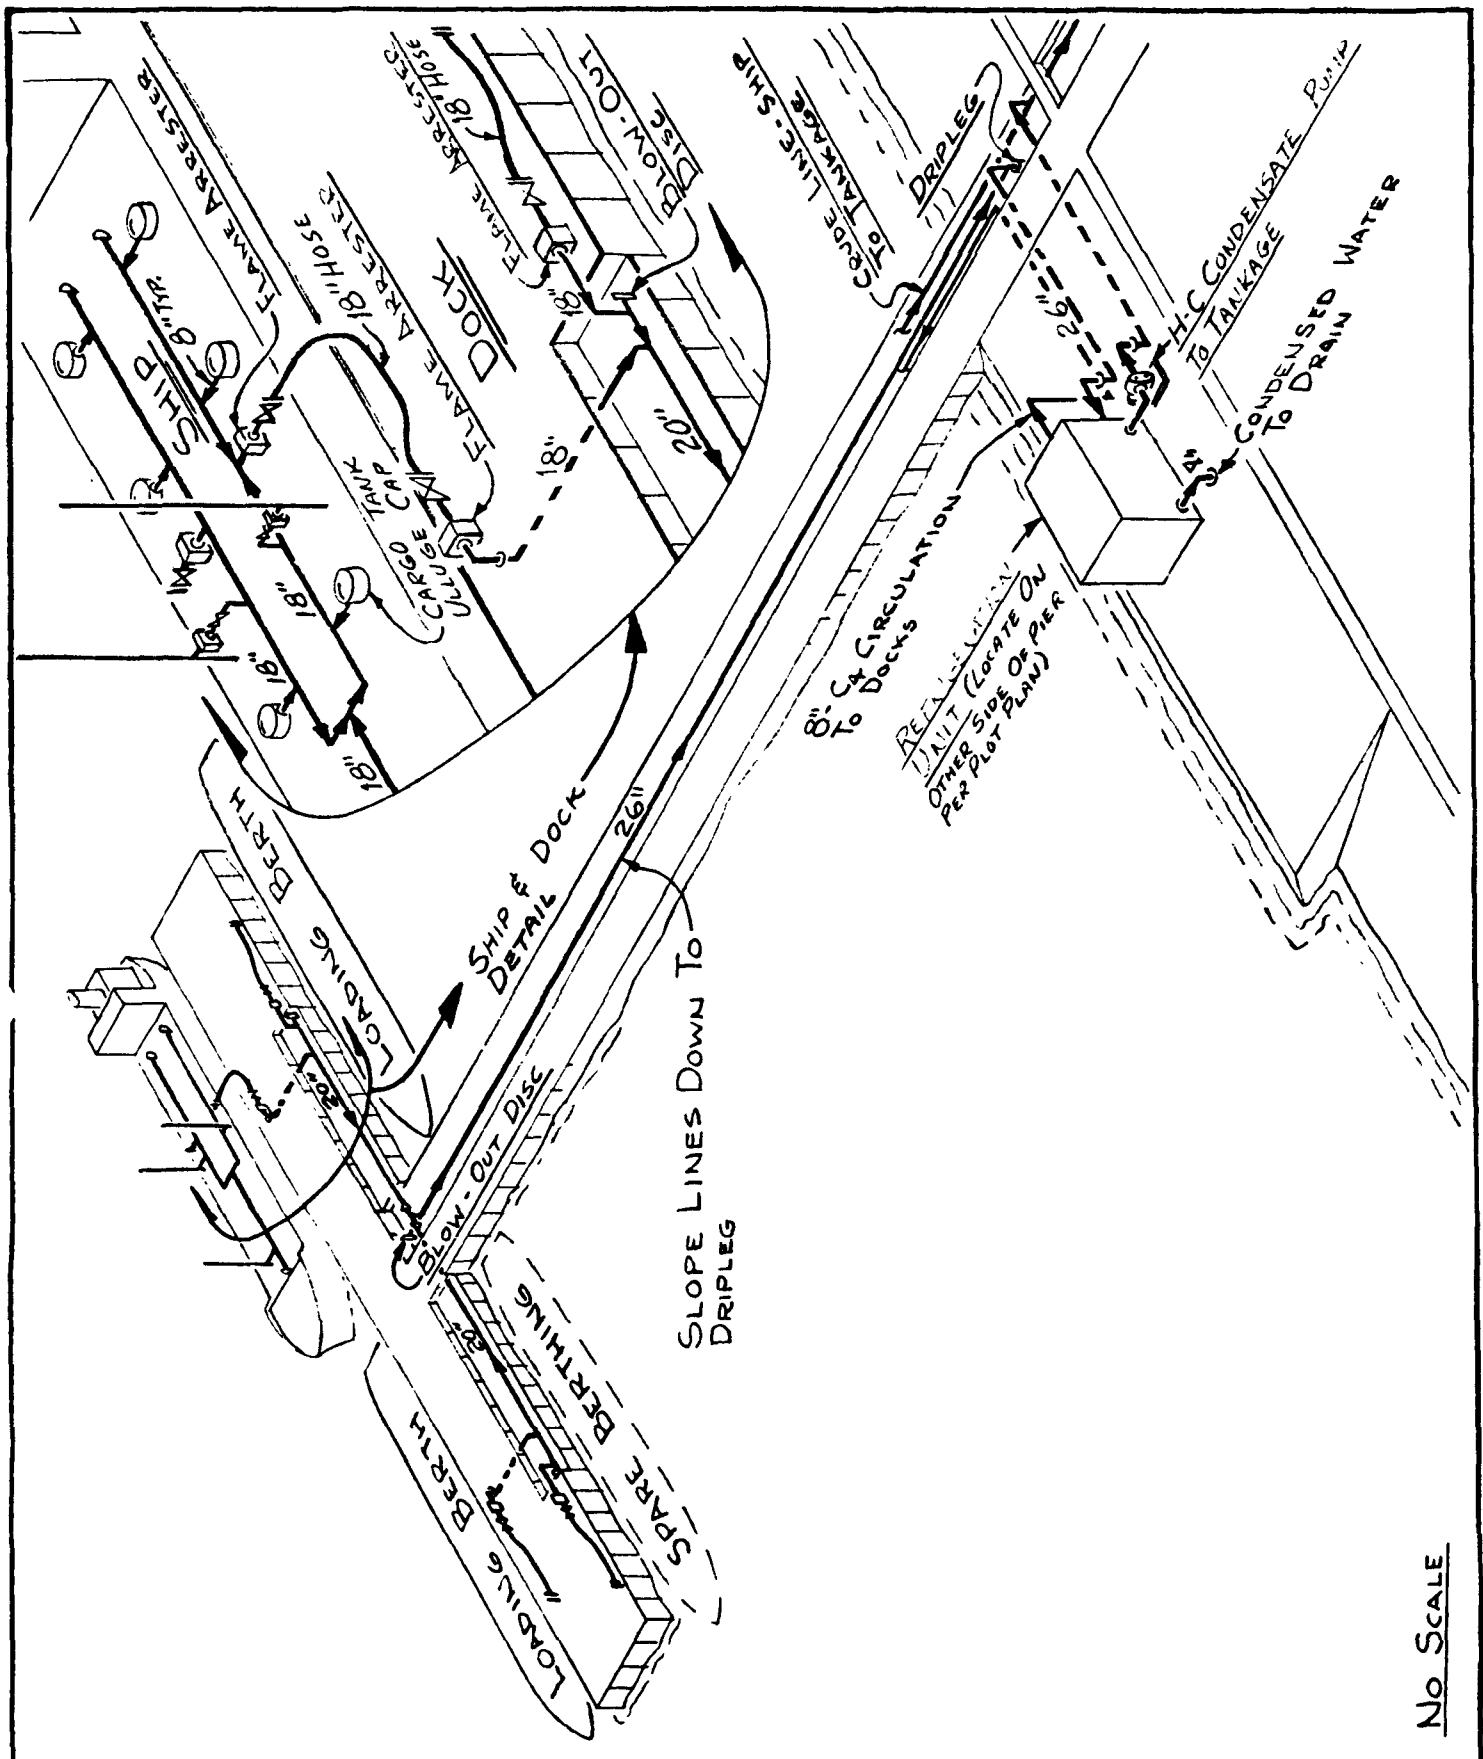 FLAME ARRESTER
18" HOSE
FLAME ARRESTER
SHIP
8" TYP.
FLAME ARRESTER
18" HOSE
FLAME ARRESTER
DOCK
18"
BLOW-OUT
DISC
20"
18"
18"
18"
18"
CARGO TANK
ULLUGE CAP
CRUDE LINE-SHIP
TO TANKAGE
DRIPLEG
26"
H-C CONDENSATE PUMP
TO TANKAGE
4"
CONDENSED WATER
TO DRAIN
8"- C4 CIRCULATION
TO DOCKS
UNIT (LOCATE ON
OTHER SIDE OF PIER
PER PLOT PLAN)
LOADING BERTH
SHIP & DOCK
DETAIL
26"
SLOPE LINES DOWN TO
DRIPLEG
20"
BLOW-OUT DISC
20"
LOADING BERTH
SPARE BERTHING
NO SCALE